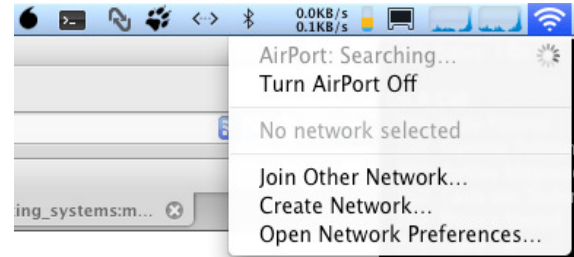 0.0KB/s
0.1KB/s
AirPort: Searching...
Turn AirPort Off
No network selected
ing_systems:m...
Join Other Network...
Create Network...
Open Network Preferences...